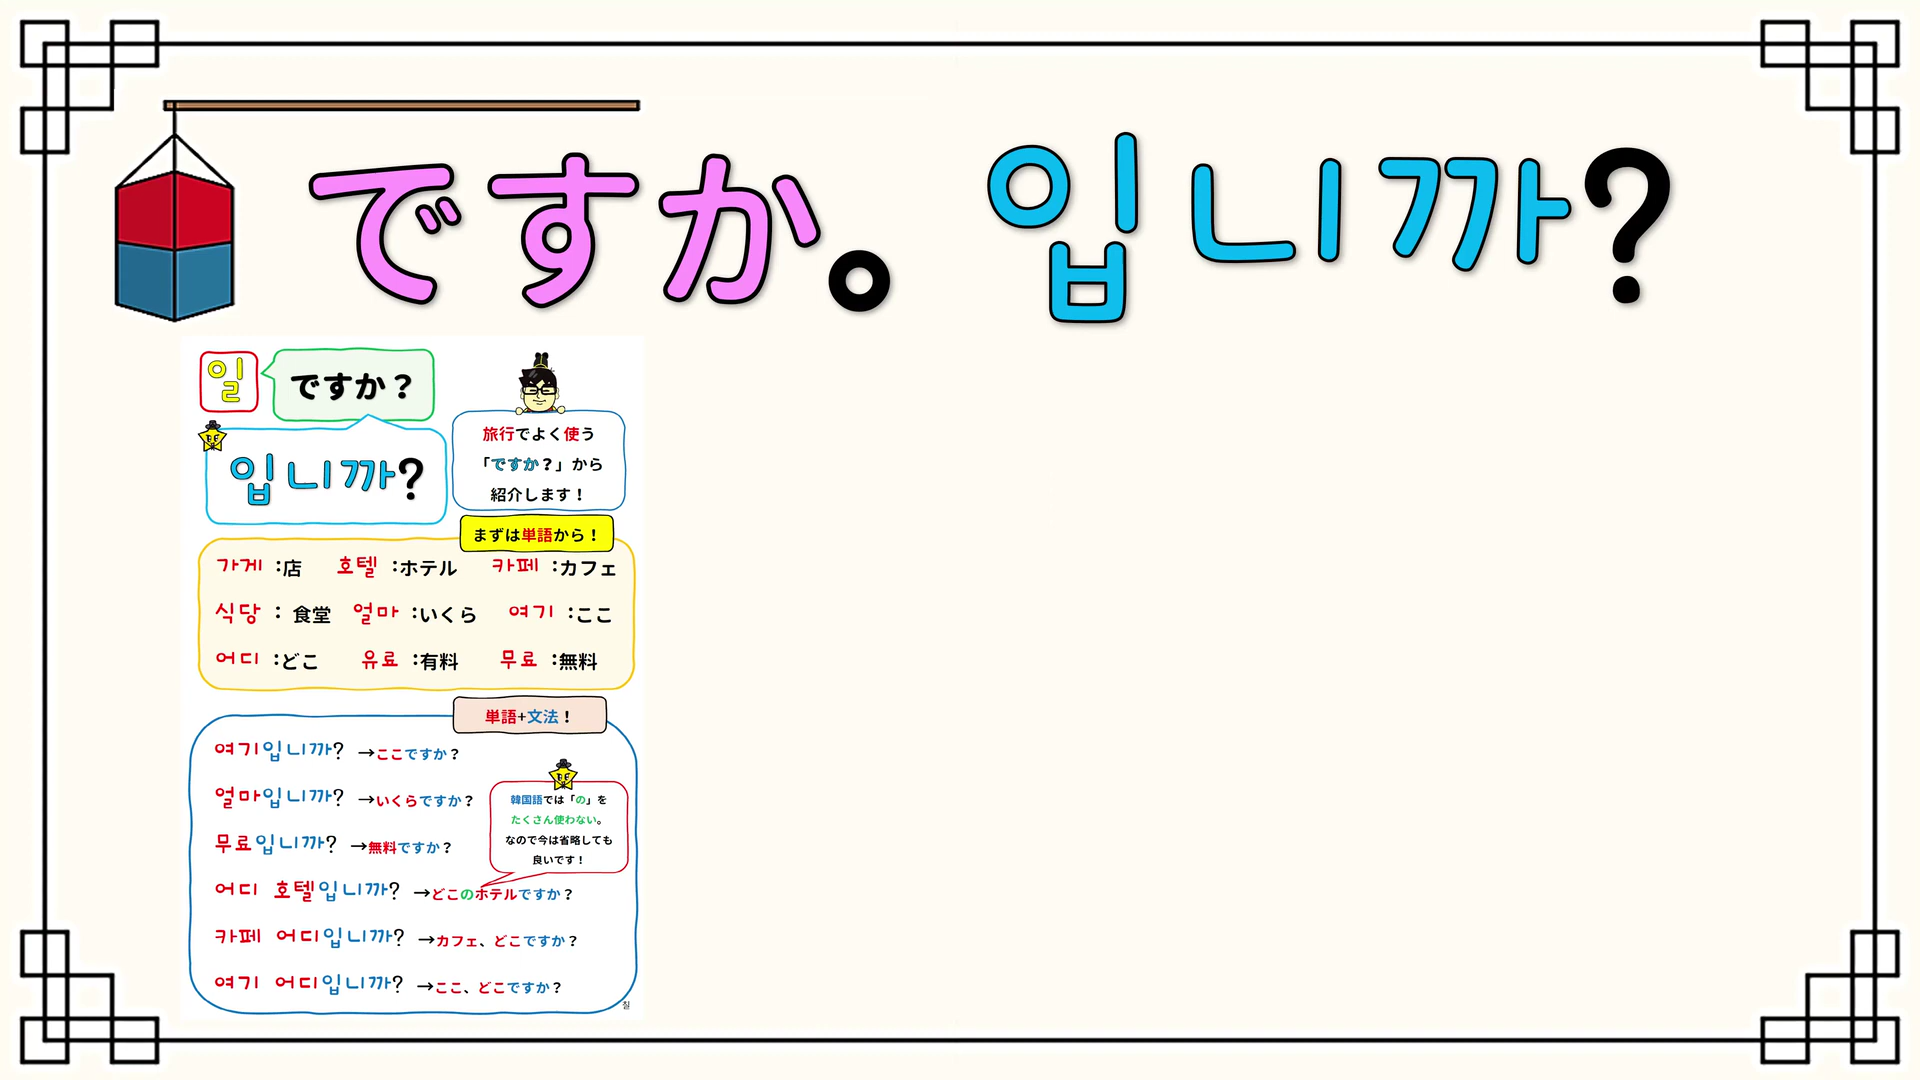 ですか。 입니까?
일 ですか？
입니까?
旅行でよく使う
「ですか？」から
紹介します！
まずは単語から！
가게 :店 호텔 :ホテル 카페 :カフェ
식당 : 食堂 얼마 :いくら 여기 :ここ
어디 :どこ 유료 :有料 무료 :無料
単語+文法！
여기입니까? →ここですか？
얼마입니까? →いくらですか？
무료입니까? →無料ですか？
韓国語では「の」を
たくさん使わない。
なので今は省略しても
良いです！
어디 호텔입니까? →どこのホテルですか？
카페 어디입니까? →カフェ、どこですか？
여기 어디입니까? →ここ、どこですか？
칠